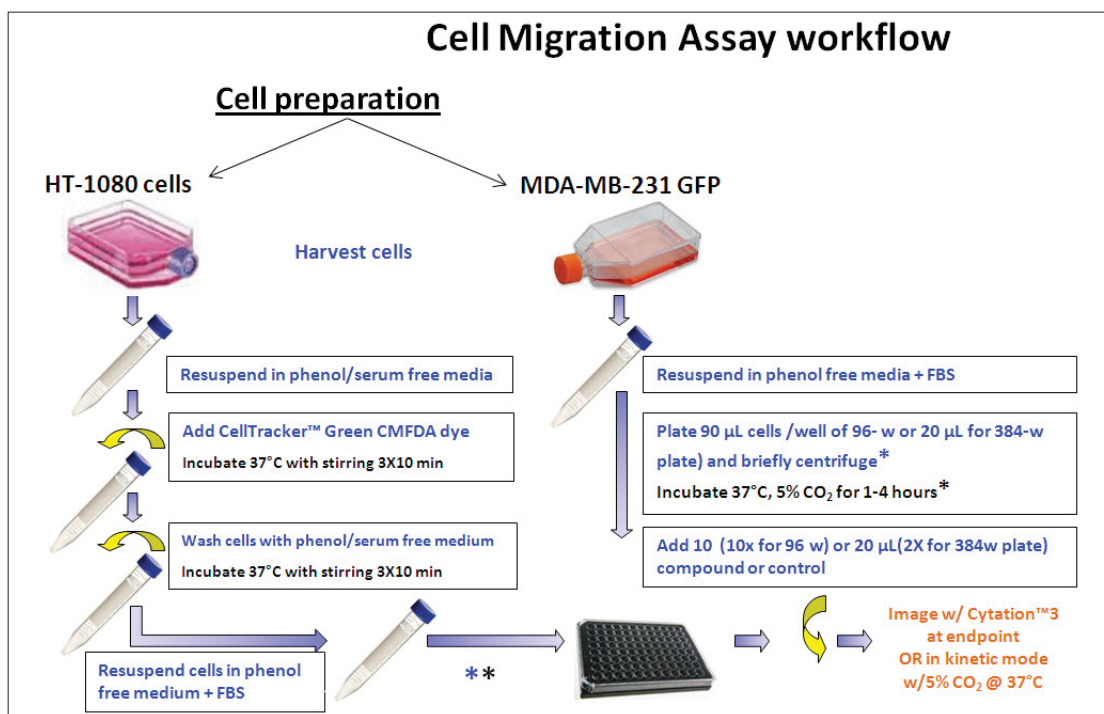 Cell Migration Assay workflow
Cell preparation
HT-1080 cells
MDA-MB-231 GFP
Harvest cells
Resuspend in phenol/serum free media
Add CellTracker™ Green CMFDA dye
Incubate 37°C with stirring 3X10 min
Wash cells with phenol/serum free medium
Incubate 37°C with stirring 3X10 min
Resuspend cells in phenol
free medium + FBS
**
Resuspend in phenol free media + FBS
Plate 90 µL cells /well of 96- w or 20 µL for 384-w
plate) and briefly centrifuge*
Incubate 37°C, 5% CO₂ for 1-4 hours*
Add 10 (10x for 96 w) or 20 µL(2X for 384w plate)
compound or control
Image w/ Cytation™3
at endpoint
OR in kinetic mode
w/5% CO₂ @ 37°C